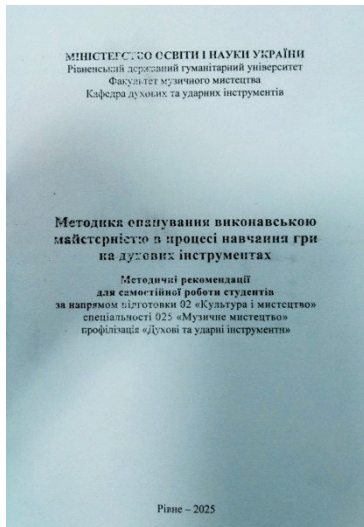 МІНІСТЕРСТВО ОСВІТИ І НАУКИ УКРАЇНИ
Рівненський державний гуманітарний університет
Факультет музичного мистецтва
Кафедра духових та ударних інструментів
Методика опанування виконавською
майстерністю в процесі навчання гри
на духових інструментах
Методичні рекомендації
для самостійної роботи студентів
за напрямом підготовки 02 «Культура і мистецтво»
спеціальності 025 «Музичне мистецтво»
профілізація «Духові та ударні інструменти»
Рівне – 2025